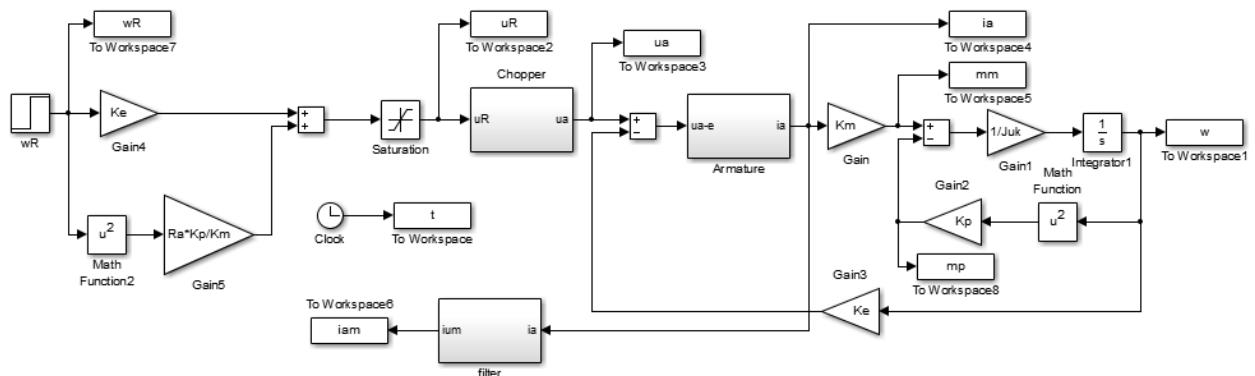 wR
To Workspace7
wR
Ke
Gain4
u²
Math
Function2
Ra*Kp/Km
Gain5
+
+
Saturation
uR
To Workspace2
Chopper
uR
ua
ua
To Workspace3
+
−
ua-e
ia
Armature
ia
To Workspace4
mm
To Workspace5
Km
Gain
+
−
1/Juk
Gain1
1
s
Integrator1
w
To Workspace1
Math
Function
u²
Gain2
Kp
mp
To Workspace8
Gain3
Ke
Clock
t
To Workspace
To Workspace6
iam
ium
ia
filter